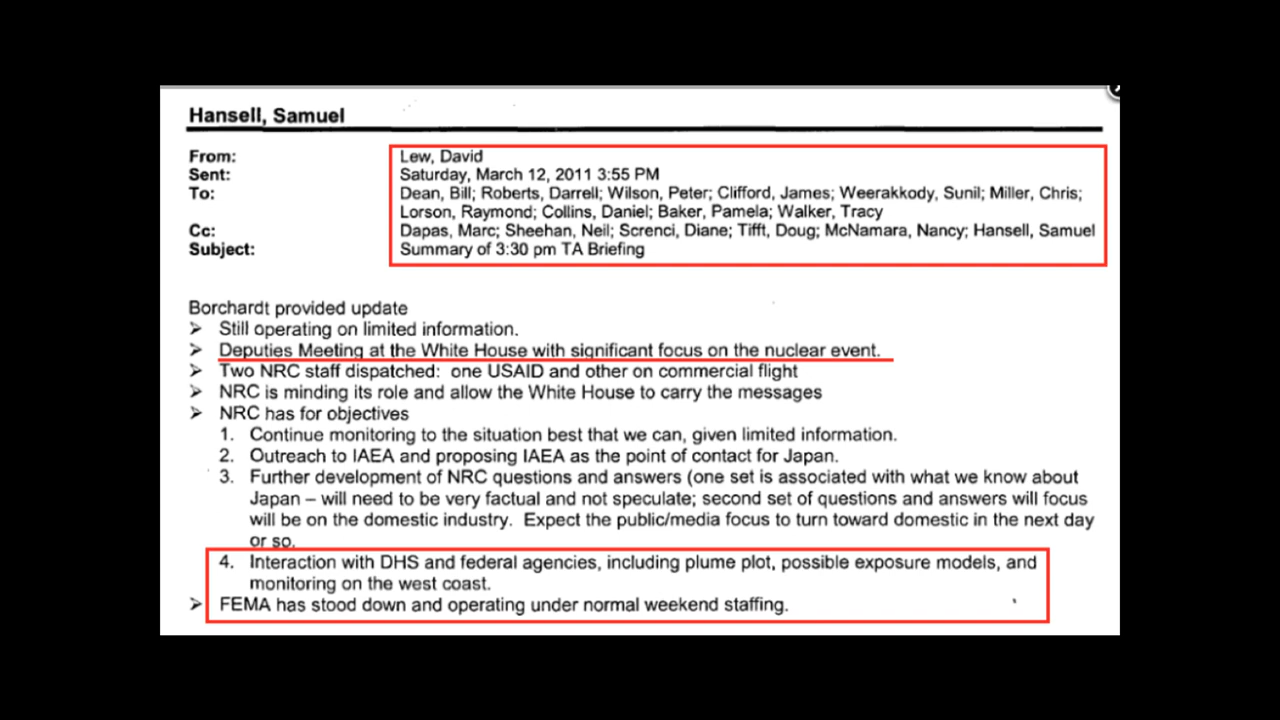 Hansell, Samuel
From: Lew, David
Sent: Saturday, March 12, 2011 3:55 PM
To: Dean, Bill; Roberts, Darrell; Wilson, Peter; Clifford, James; Weerakkody, Sunil; Miller, Chris;
Lorson, Raymond; Collins, Daniel; Baker, Pamela; Walker, Tracy
Cc: Dapas, Marc; Sheehan, Neil; Screnci, Diane; Tifft, Doug; McNamara, Nancy; Hansell, Samuel
Subject: Summary of 3:30 pm TA Briefing
Borchardt provided update
➢ Still operating on limited information.
➢ Deputies Meeting at the White House with significant focus on the nuclear event.
➢ Two NRC staff dispatched: one USAID and other on commercial flight
➢ NRC is minding its role and allow the White House to carry the messages
➢ NRC has for objectives
1. Continue monitoring to the situation best that we can, given limited information.
2. Outreach to IAEA and proposing IAEA as the point of contact for Japan.
3. Further development of NRC questions and answers (one set is associated with what we know about
Japan – will need to be very factual and not speculate; second set of questions and answers will focus
will be on the domestic industry. Expect the public/media focus to turn toward domestic in the next day
or so.
4. Interaction with DHS and federal agencies, including plume plot, possible exposure models, and
monitoring on the west coast.
➢ FEMA has stood down and operating under normal weekend staffing.